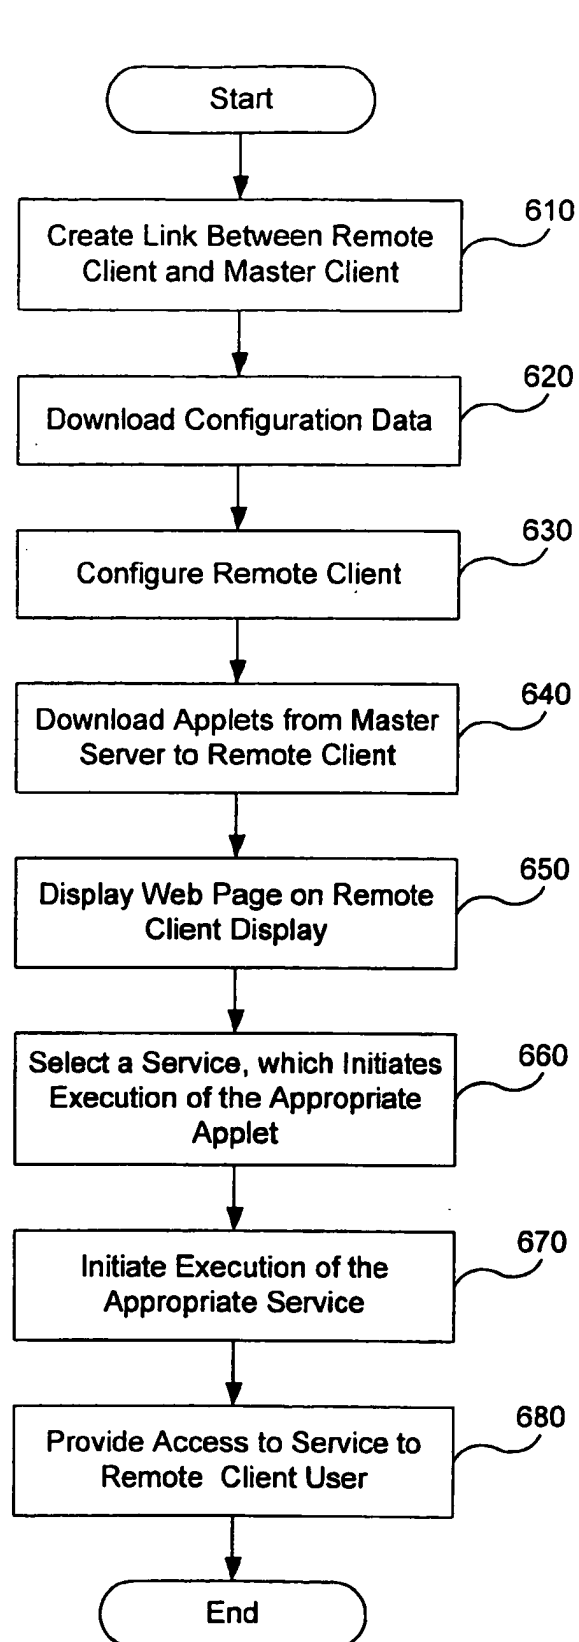 Start
610
Create Link Between Remote
Client and Master Client
620
Download Configuration Data
630
Configure Remote Client
640
Download Applets from Master
Server to Remote Client
650
Display Web Page on Remote
Client Display
660
Select a Service, which Initiates
Execution of the Appropriate
Applet
670
Initiate Execution of the
Appropriate Service
680
Provide Access to Service to
Remote Client User
End